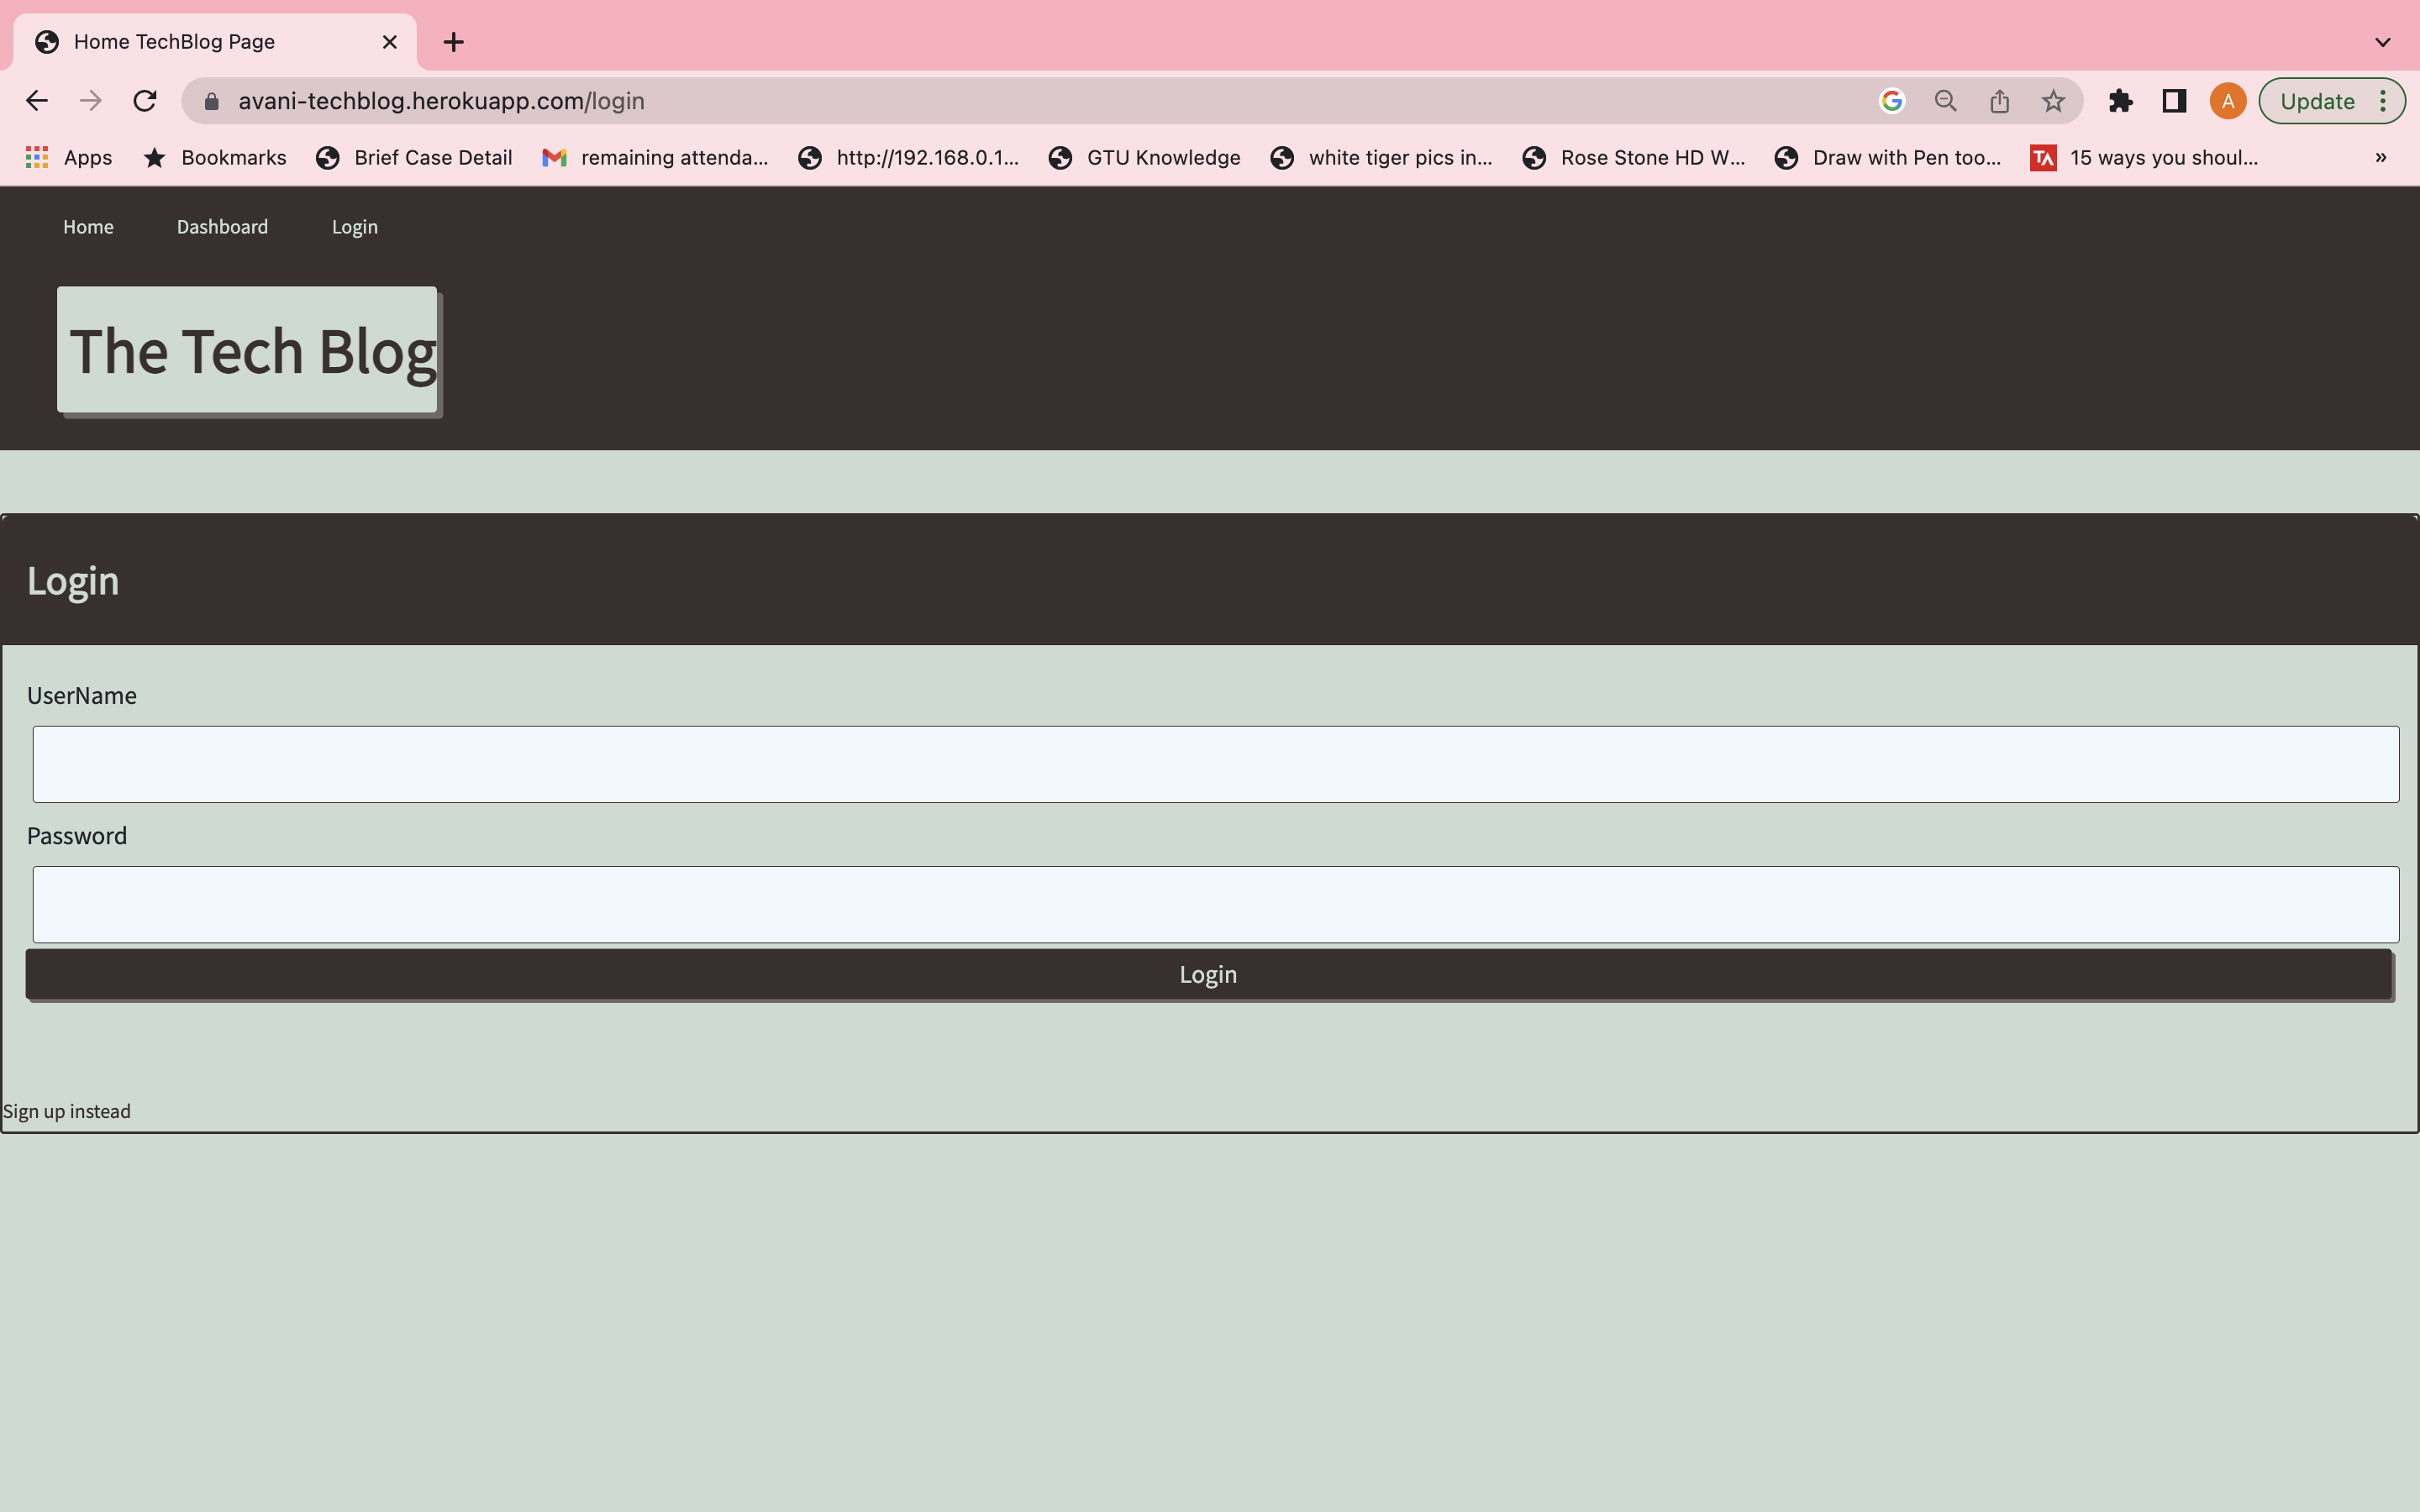 Home TechBlog Page
avani-techblog.herokuapp.com/login
A
Update
Apps Bookmarks Brief Case Detail remaining attenda... http://192.168.0.1... GTU Knowledge white tiger pics in... Rose Stone HD W... Draw with Pen too... TA 15 ways you shoul... »
Home Dashboard Login
The Tech Blog
Login
UserName
Password
Login
Sign up instead